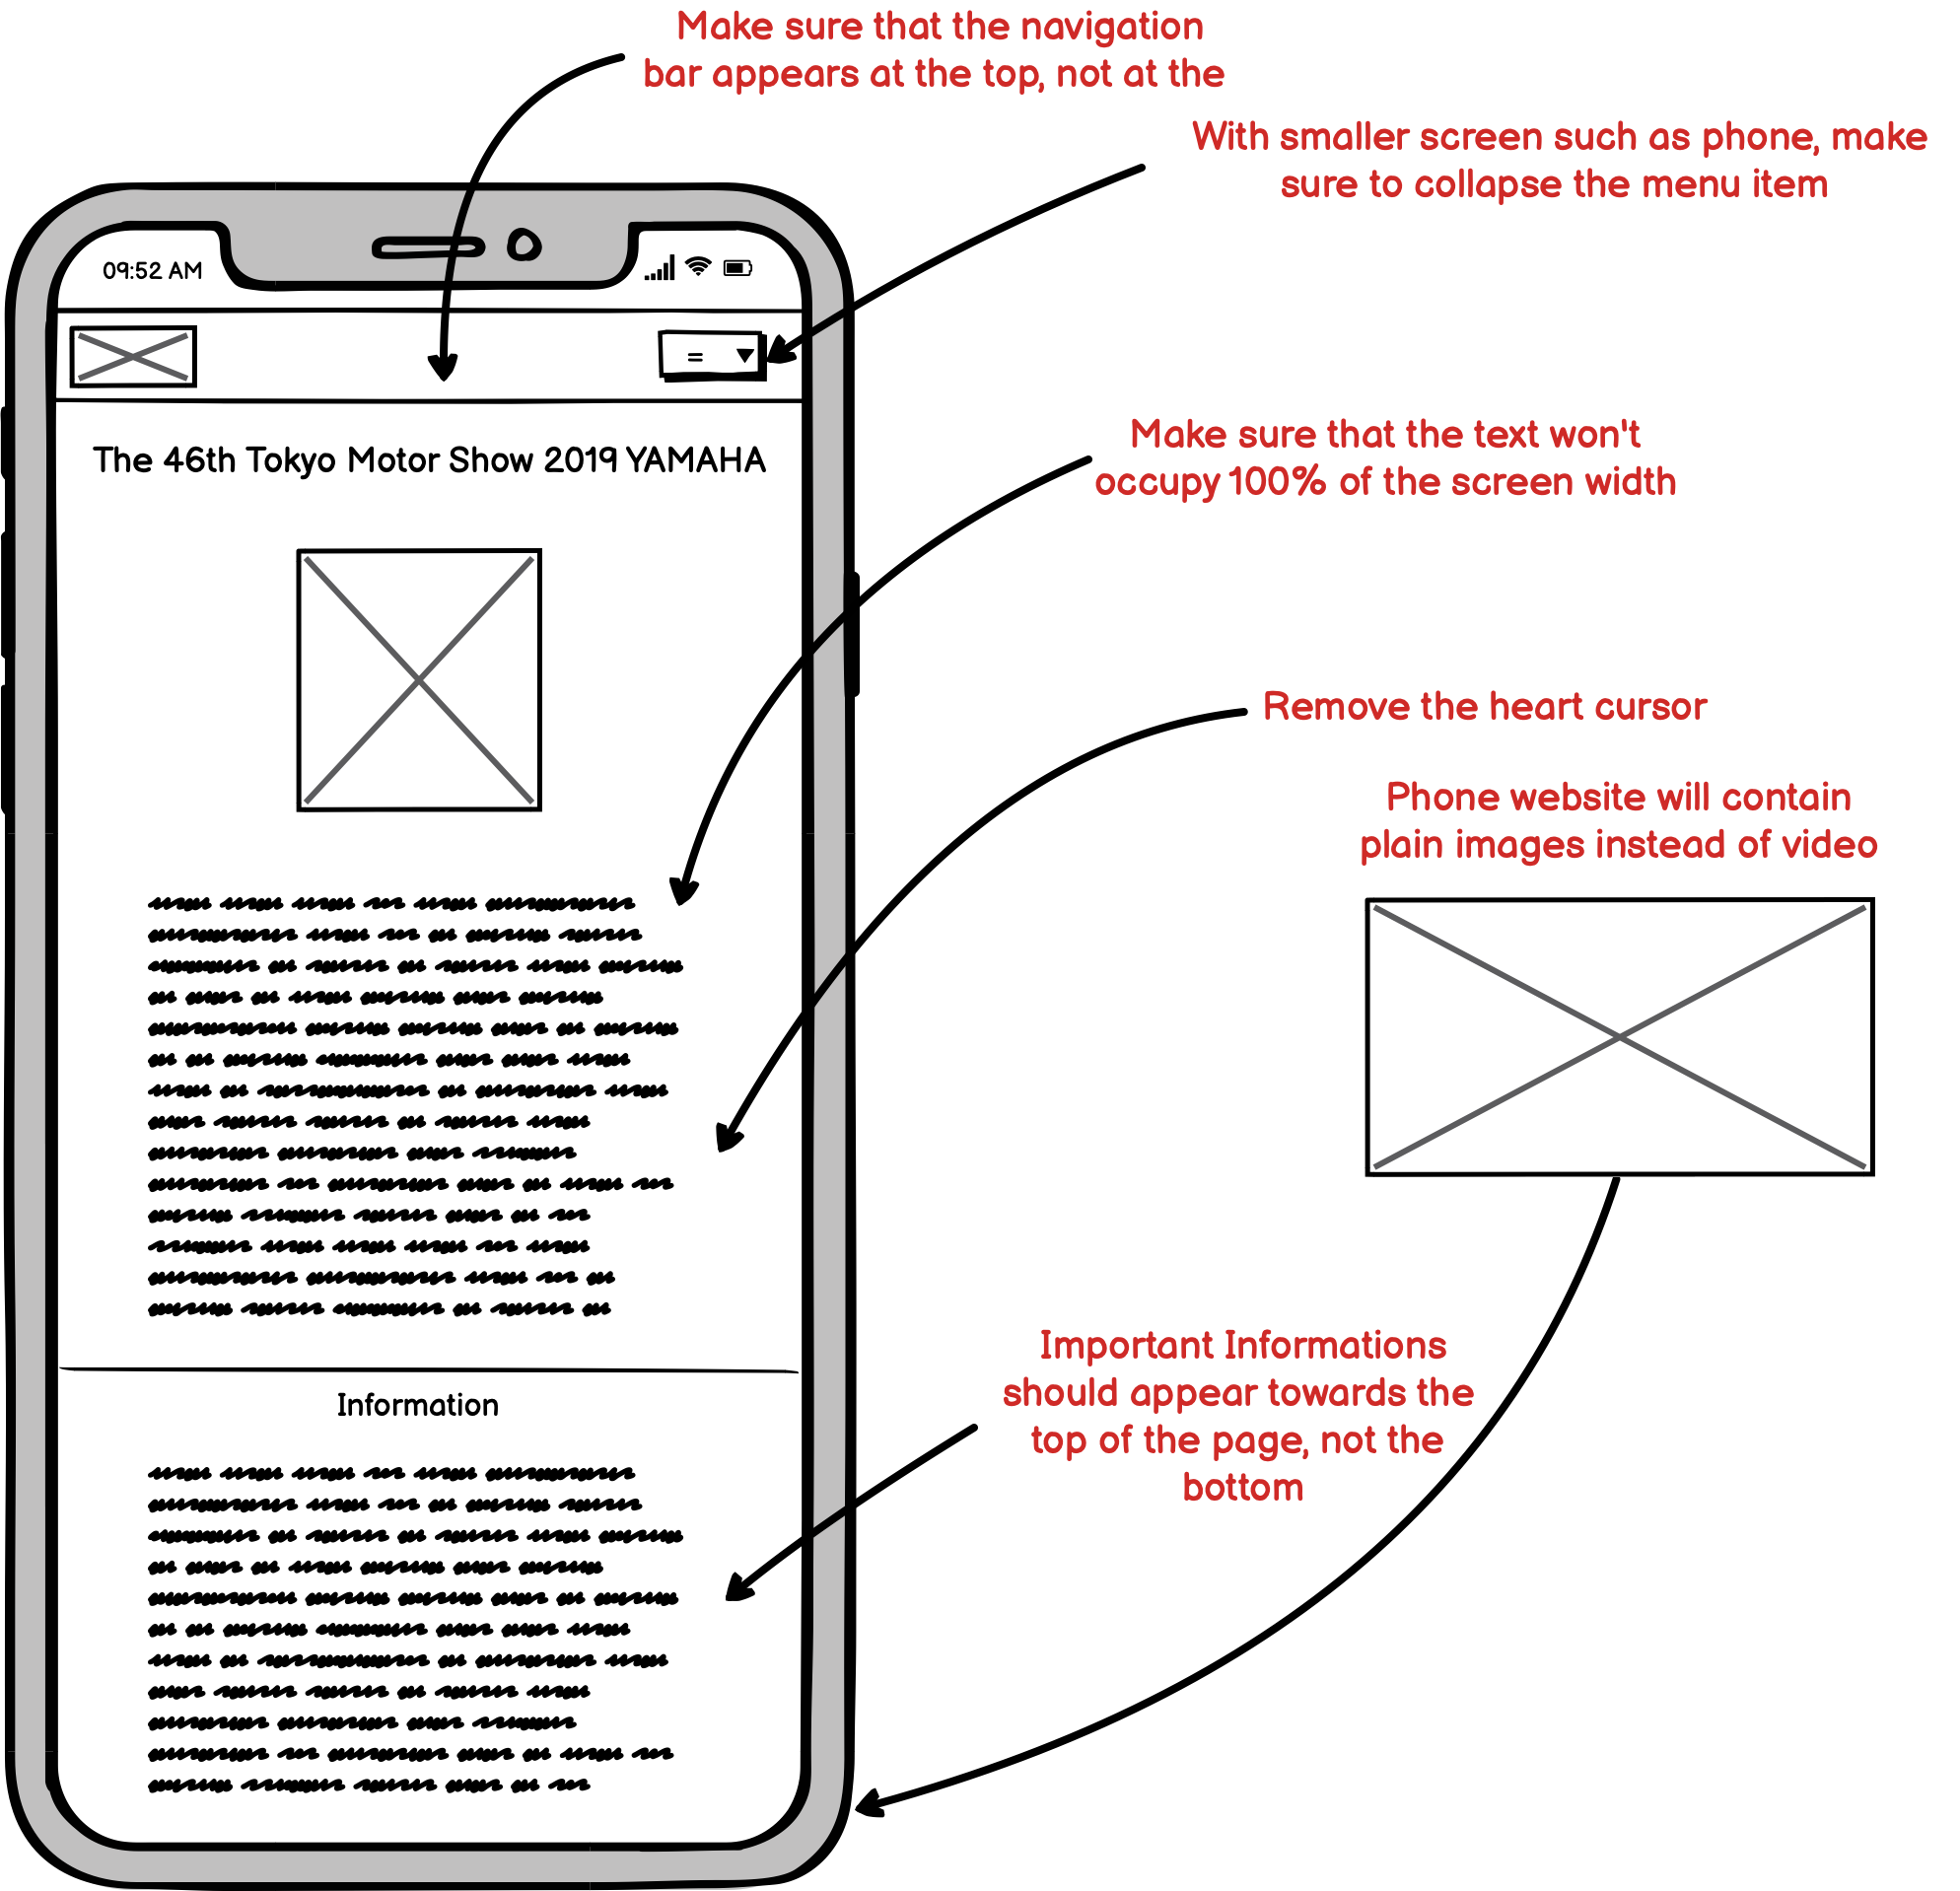 Make sure that the navigation
bar appears at the top, not at the
With smaller screen such as phone, make
sure to collapse the menu item
09:52 AM
=
The 46th Tokyo Motor Show 2019 YAMAHA
Make sure that the text won't
occupy 100% of the screen width
Remove the heart cursor
Phone website will contain
plain images instead of video
Important Informations
should appear towards the
top of the page, not the
bottom
Information